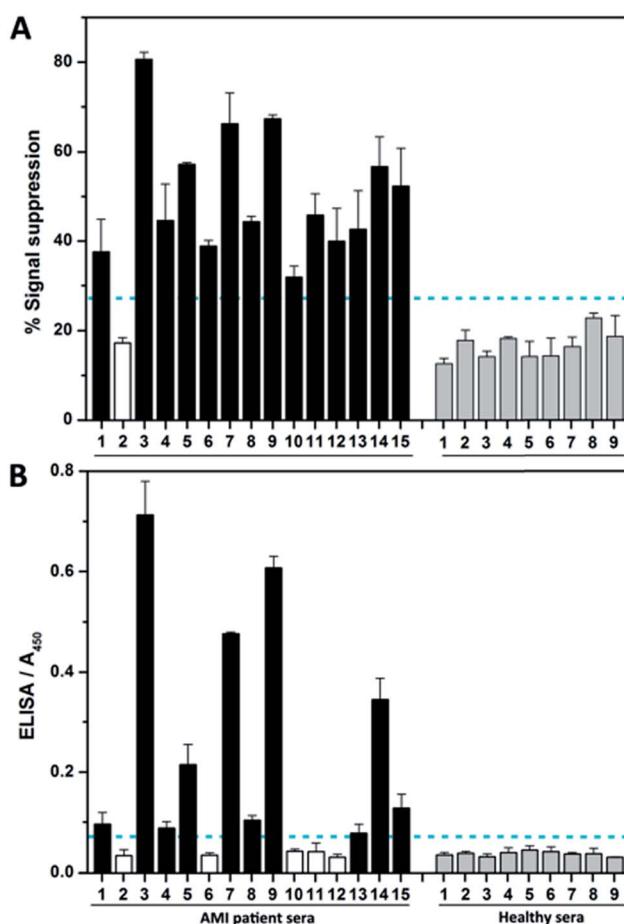 A
% Signal suppression
80
60
40
20
0
1 2 3 4 5 6 7 8 9 10 11 12 13 14 15 1 2 3 4 5 6 7 8 9
B
ELISA / A450
0.8
0.6
0.4
0.2
0.0
1 2 3 4 5 6 7 8 9 10 11 12 13 14 15 1 2 3 4 5 6 7 8 9
AMI patient sera Healthy sera